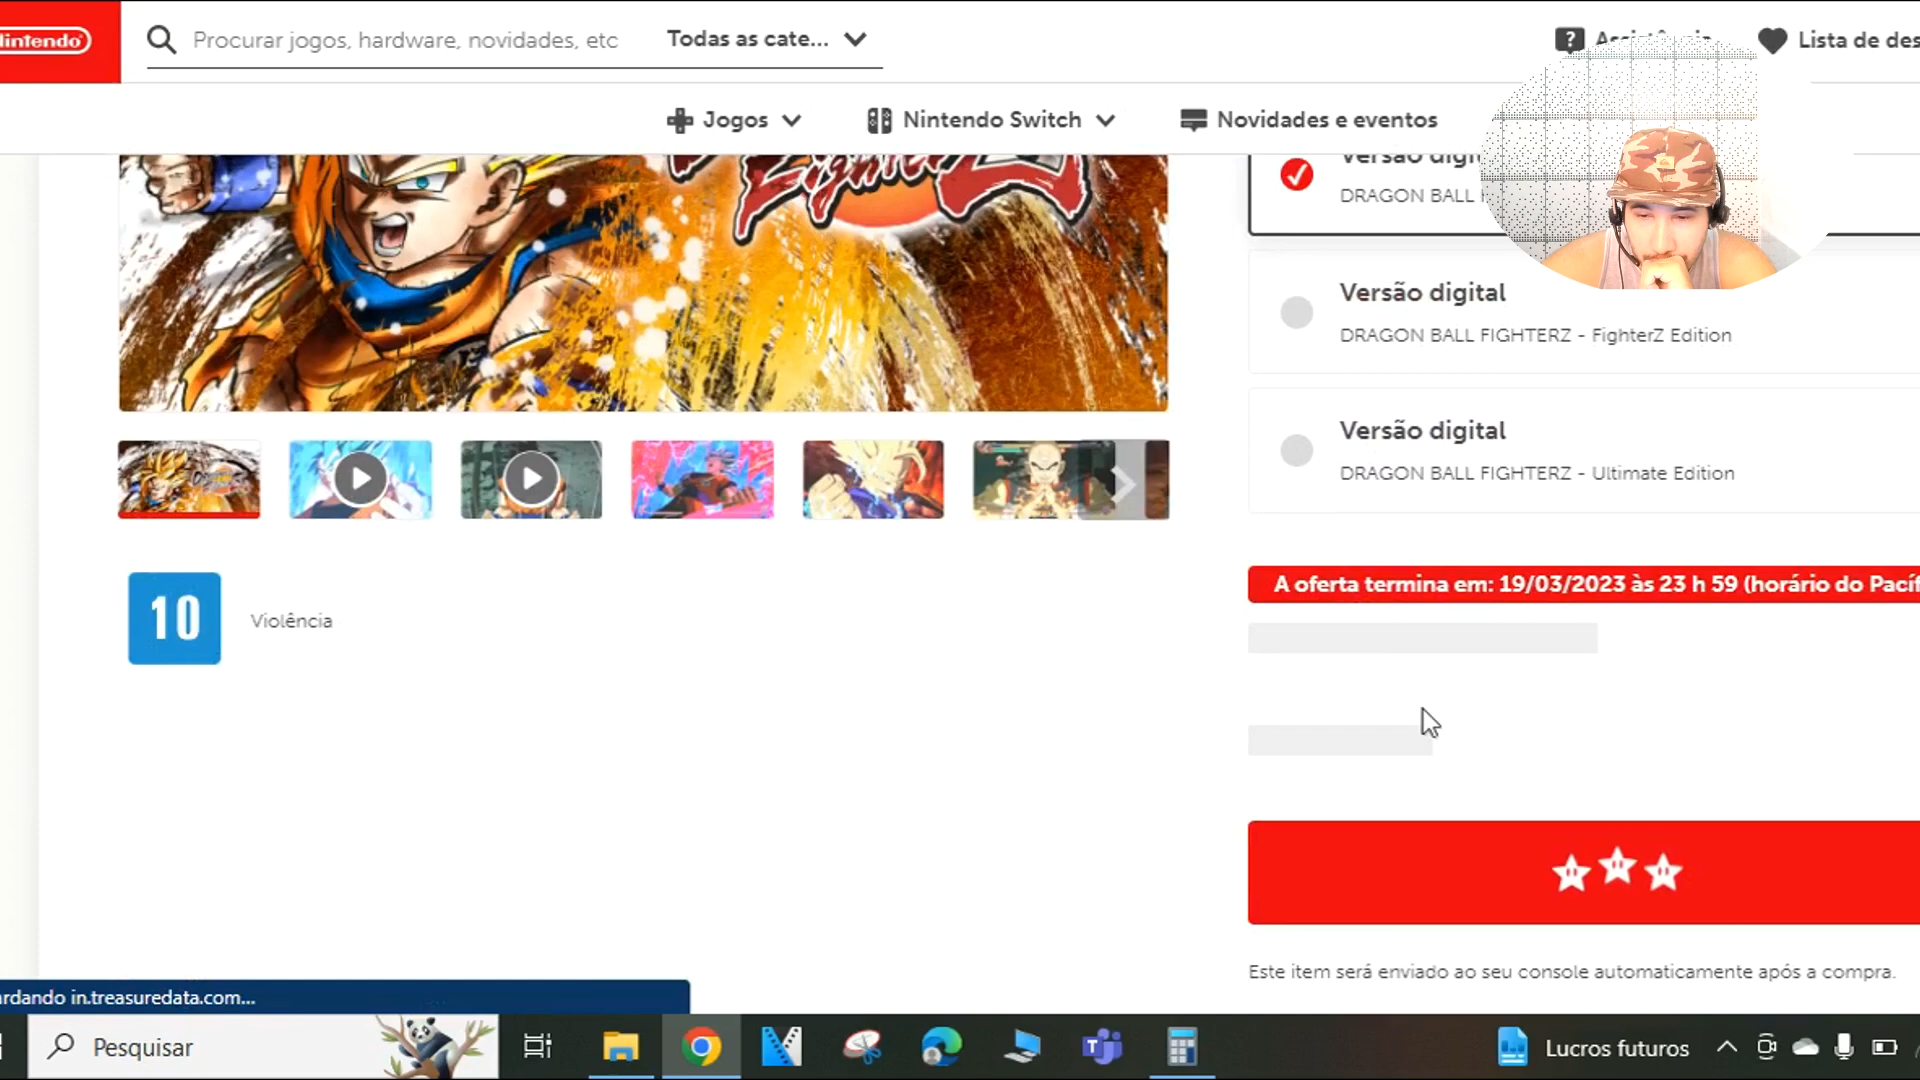 Nintendo
Procurar jogos, hardware, novidades, etc
Todas as cate...
Lista de des
Jogos
Nintendo Switch
Novidades e eventos
FighterZ
DRAGON BALL
Versão digital
DRAGON BALL FIGHTERZ - FighterZ Edition
Versão digital
DRAGON BALL FIGHTERZ - Ultimate Edition
10
Violência
A oferta termina em: 19/03/2023 às 23 h 59 (horário do Pacíf
Este item será enviado ao seu console automaticamente após a compra.
ardando in.treasuredata.com...
Pesquisar
Lucros futuros